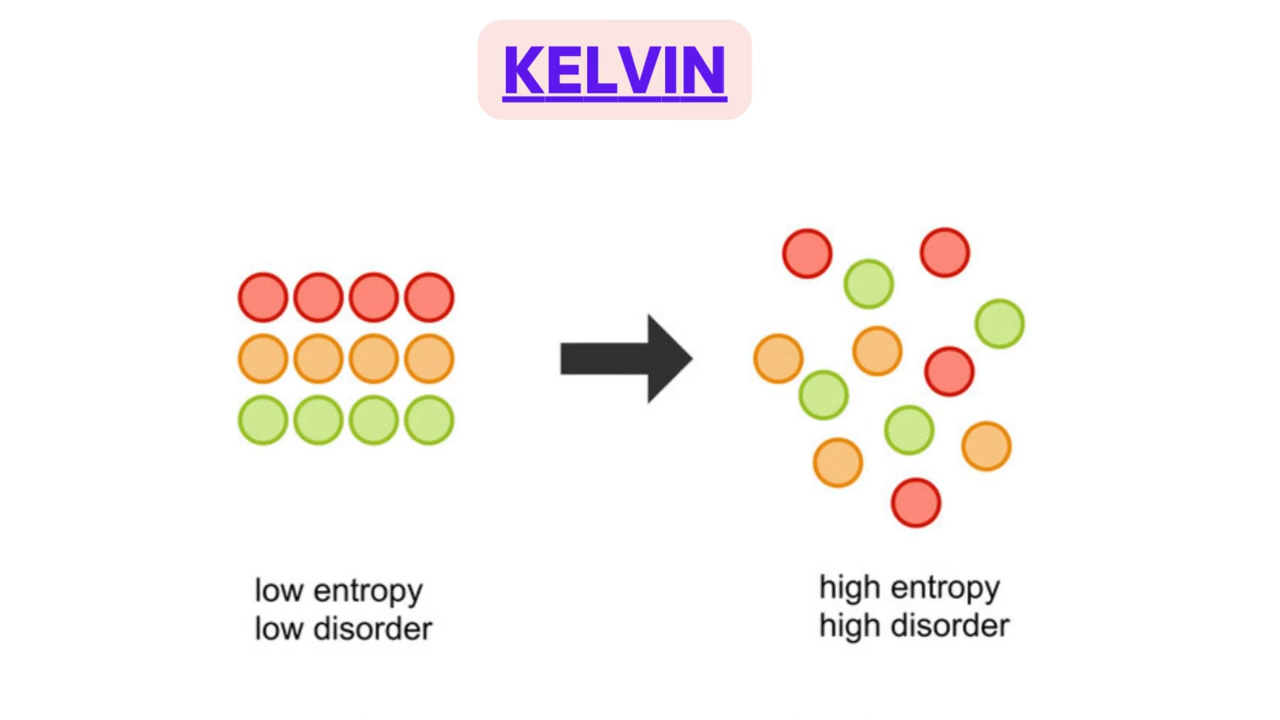 KELVIN
low entropy
low disorder
high entropy
high disorder